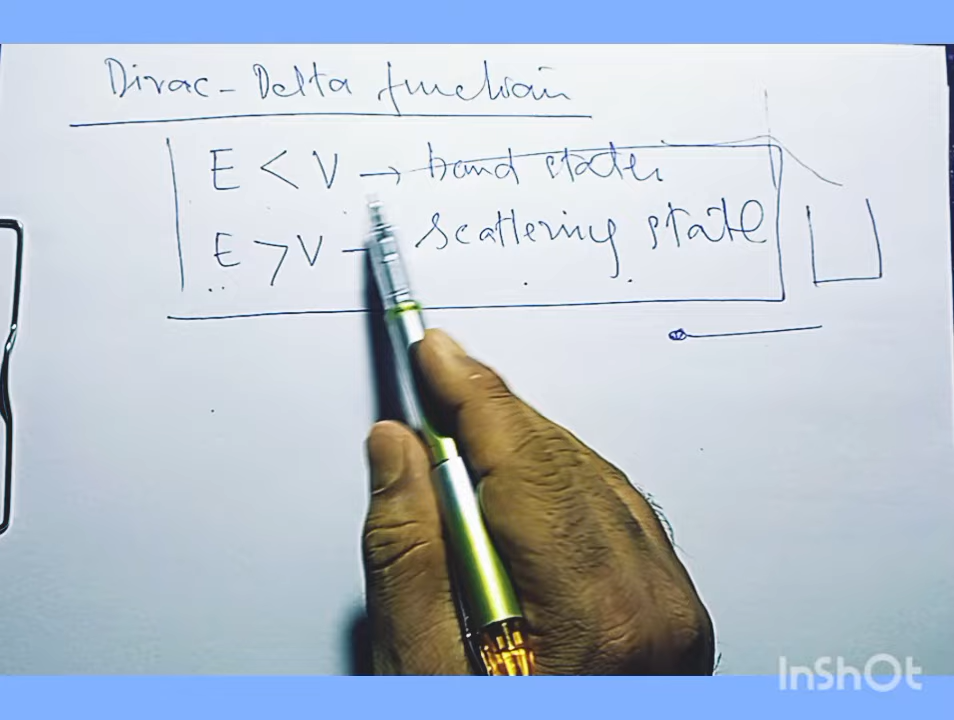 Dirac-Delta function
E < V → bound states
E > V → scattering state
InShOt